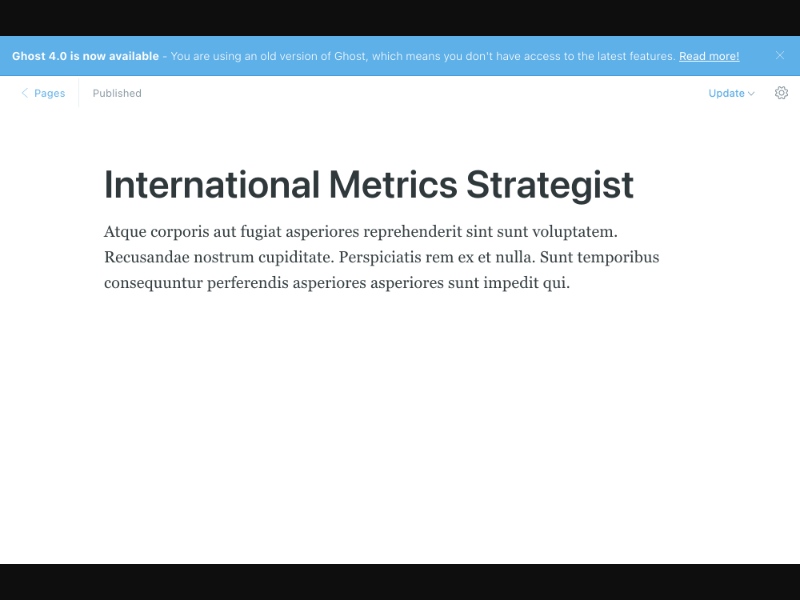 Ghost 4.0 is now available - You are using an old version of Ghost, which means you don't have access to the latest features. Read more!
Pages Published Update
International Metrics Strategist
Atque corporis aut fugiat asperiores reprehenderit sint sunt voluptatem.
Recusandae nostrum cupiditate. Perspiciatis rem ex et nulla. Sunt temporibus
consequuntur perferendis asperiores asperiores sunt impedit qui.